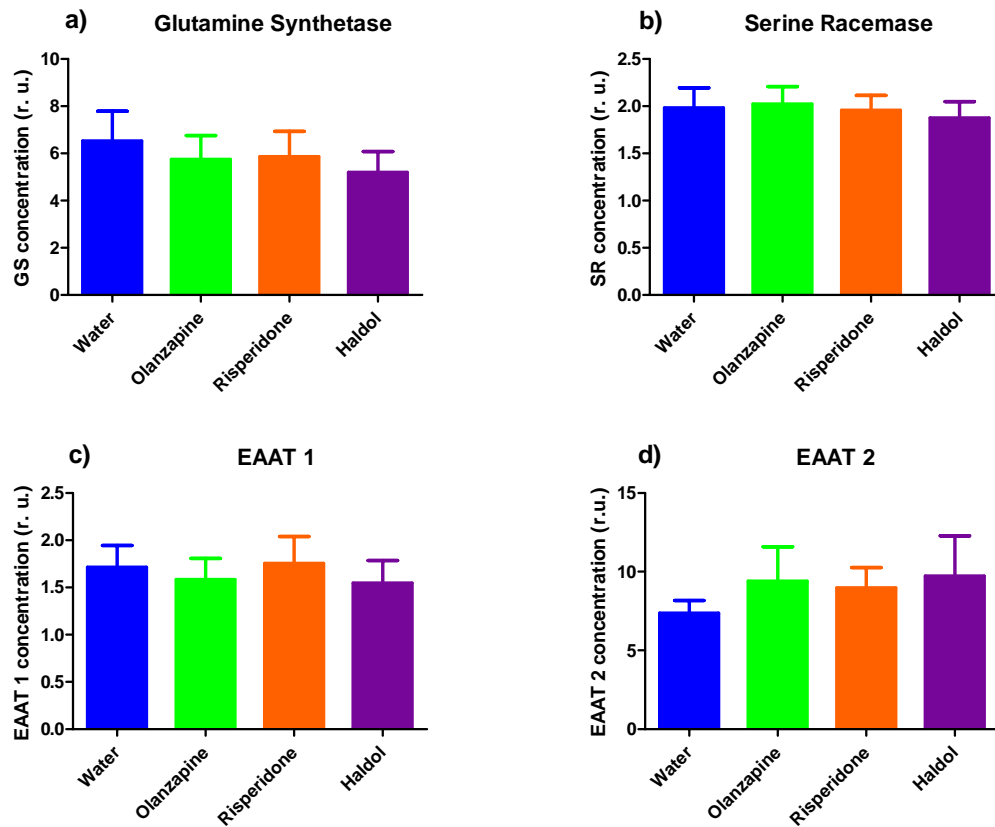 a) Glutamine Synthetase
GS concentration (r. u.)
10
8
6
4
2
0
Water
Olanzapine
Risperidone
Haldol
b) Serine Racemase
SR concentration (r. u.)
2.5
2.0
1.5
1.0
0.5
0.0
Water
Olanzapine
Risperidone
Haldol
c) EAAT 1
EAAT 1 concentration (r. u.)
2.5
2.0
1.5
1.0
0.5
0.0
Water
Olanzapine
Risperidone
Haldol
d) EAAT 2
EAAT 2 concentration (r.u.)
15
10
5
0
Water
Olanzapine
Risperidone
Haldol